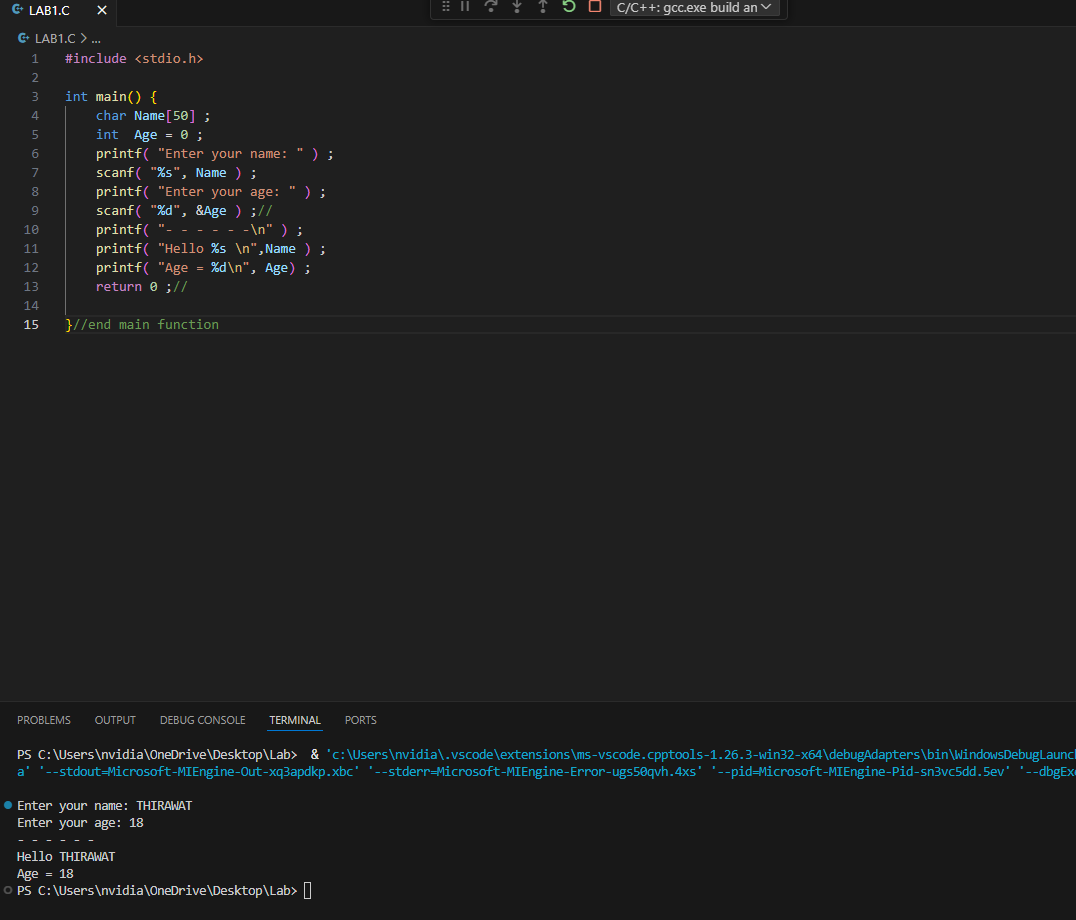 LAB1.C
C/C++: gcc.exe build an
LAB1.C > ...
1 #include <stdio.h>
2
3 int main() {
4 char Name[50] ;
5 int  Age = 0 ;
6 printf( "Enter your name: " ) ;
7 scanf( "%s", Name ) ;
8 printf( "Enter your age: " ) ;
9 scanf( "%d", &Age ) ;//
10 printf( "- - - - - -\n" ) ;
11 printf( "Hello %s \n",Name ) ;
12 printf( "Age = %d\n", Age) ;
13 return 0 ;//
14
15 }//end main function
PROBLEMS OUTPUT DEBUG CONSOLE TERMINAL PORTS
PS C:\Users\nvidia\OneDrive\Desktop\Lab>  & 'c:\Users\nvidia\.vscode\extensions\ms-vscode.cpptools-1.26.3-win32-x64\debugAdapters\bin\WindowsDebugLaunc
a' '--stdout=Microsoft-MIEngine-Out-xq3apdkp.xbc' '--stderr=Microsoft-MIEngine-Error-ugs50qvh.4xs' '--pid=Microsoft-MIEngine-Pid-sn3vc5dd.5ev' '--dbgEx
Enter your name: THIRAWAT
Enter your age: 18
- - - - - -
Hello THIRAWAT
Age = 18
PS C:\Users\nvidia\OneDrive\Desktop\Lab>